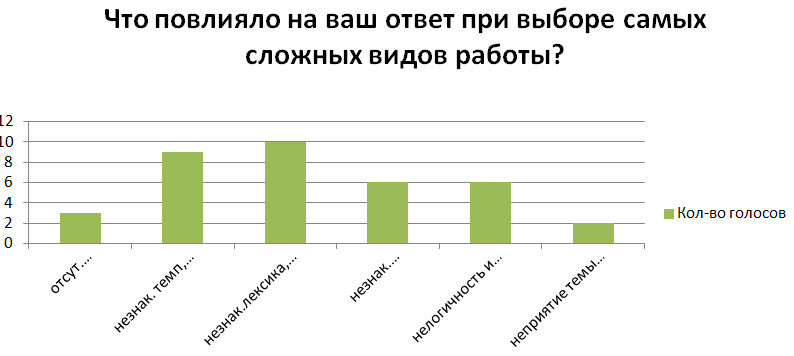 Что повлияло на ваш ответ при выборе самых
сложных видов работы?
12
10
8
6
4
2
0
отсут.…
незнак. темп,…
незнак.лексика,…
незнак.…
нелогичность и…
неприятие темы…
Кол-во голосов